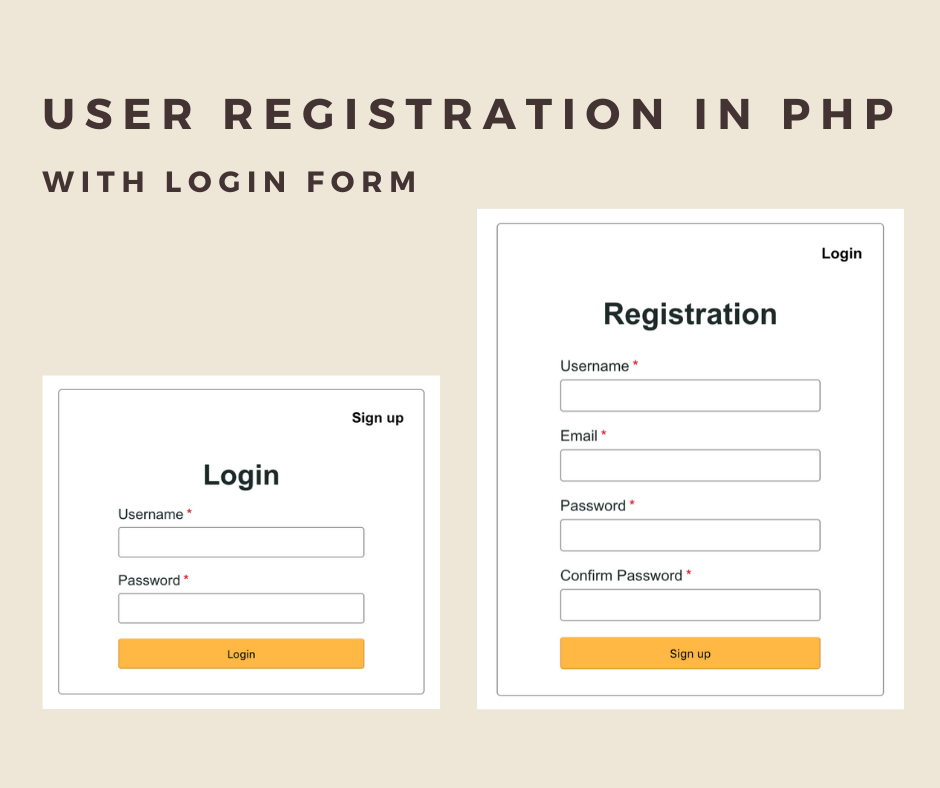 USER REGISTRATION IN PHP
WITH LOGIN FORM
Sign up
Login
Username *
Password *
Login
Login
Registration
Username *
Email *
Password *
Confirm Password *
Sign up